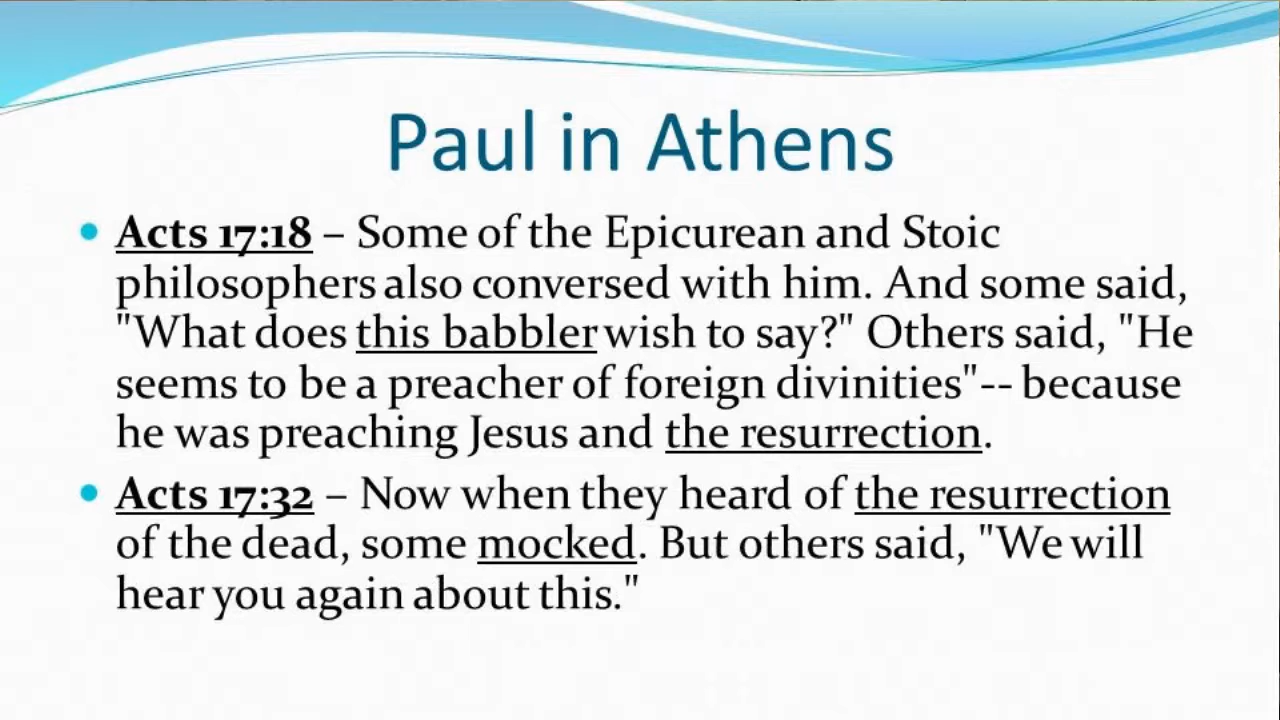 Paul in Athens
• Acts 17:18 – Some of the Epicurean and Stoic
philosophers also conversed with him. And some said,
"What does this babbler wish to say?" Others said, "He
seems to be a preacher of foreign divinities"-- because
he was preaching Jesus and the resurrection.
• Acts 17:32 – Now when they heard of the resurrection
of the dead, some mocked. But others said, "We will
hear you again about this."